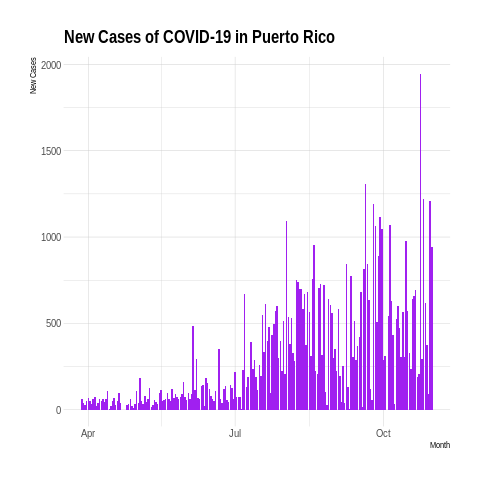 New Cases of COVID-19 in Puerto Rico
New Cases
2000
1500
1000
500
0
Apr
Jul
Oct
Month